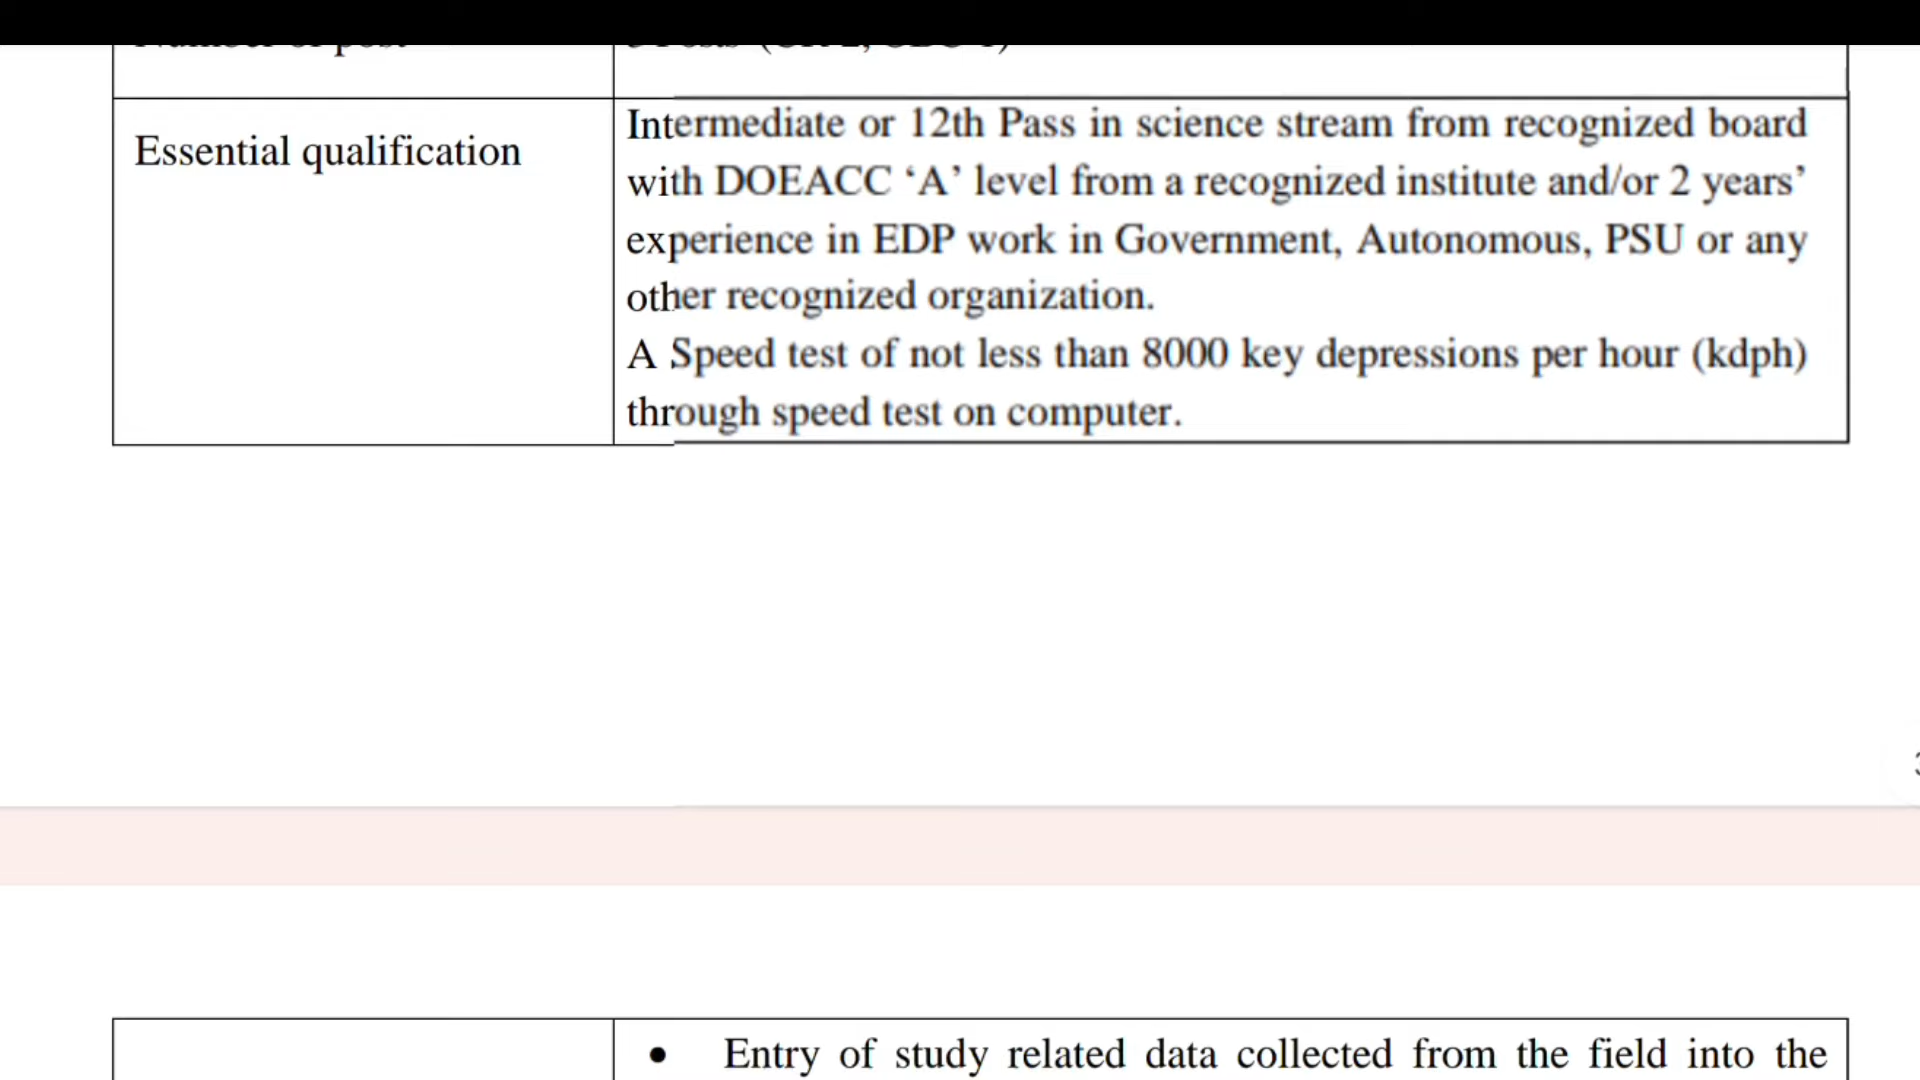 Number of post
Essential qualification
Intermediate or 12th Pass in science stream from recognized board
with DOEACC ‘A’ level from a recognized institute and/or 2 years’
experience in EDP work in Government, Autonomous, PSU or any
other recognized organization.
A Speed test of not less than 8000 key depressions per hour (kdph)
through speed test on computer.
• Entry of study related data collected from the field into the